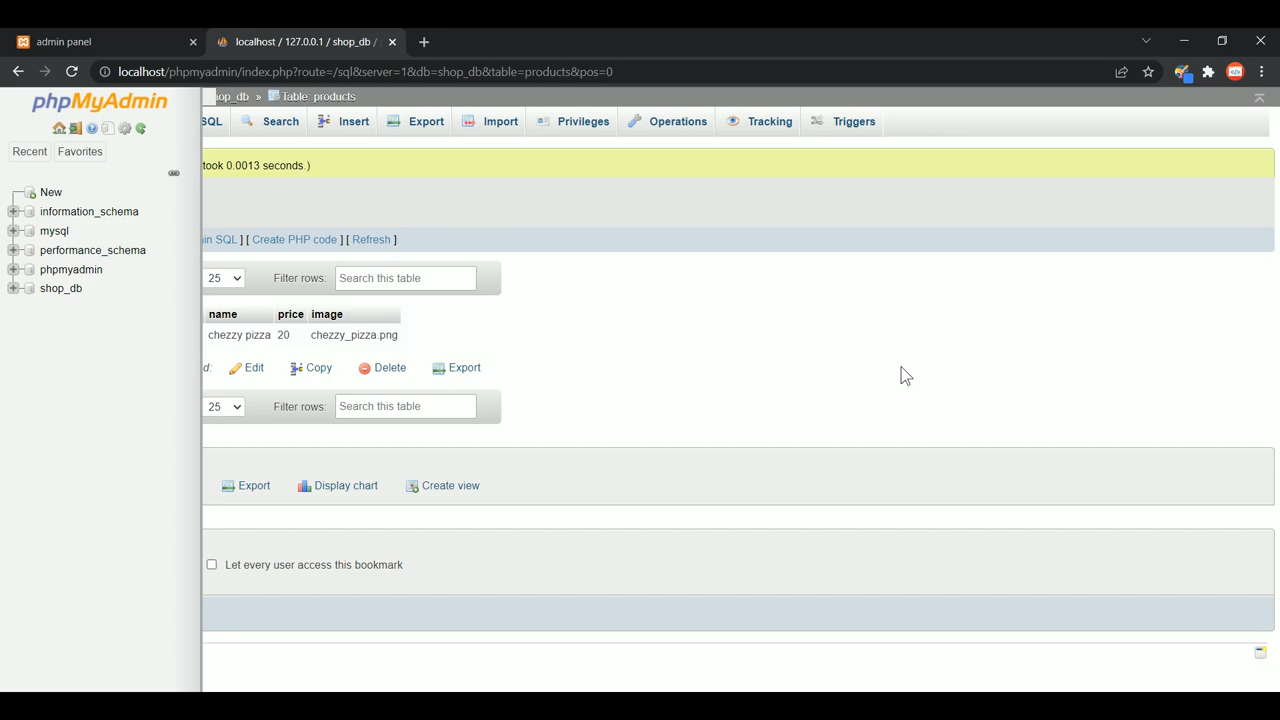 admin panel
localhost / 127.0.0.1 / shop_db /
localhost/phpmyadmin/index.php?route=/sql&server=1&db=shop_db&table=products&pos=0
phpMyAdmin
Recent Favorites
New
information_schema
mysql
performance_schema
phpmyadmin
shop_db
op_db » Table: products
SQL Search Insert Export Import Privileges Operations Tracking Triggers
took 0.0013 seconds.)
in SQL ] [ Create PHP code ] [ Refresh ]
25 Filter rows: Search this table
name price image
chezzy pizza 20 chezzy_pizza.png
d: Edit Copy Delete Export
25 Filter rows: Search this table
Export Display chart Create view
Let every user access this bookmark